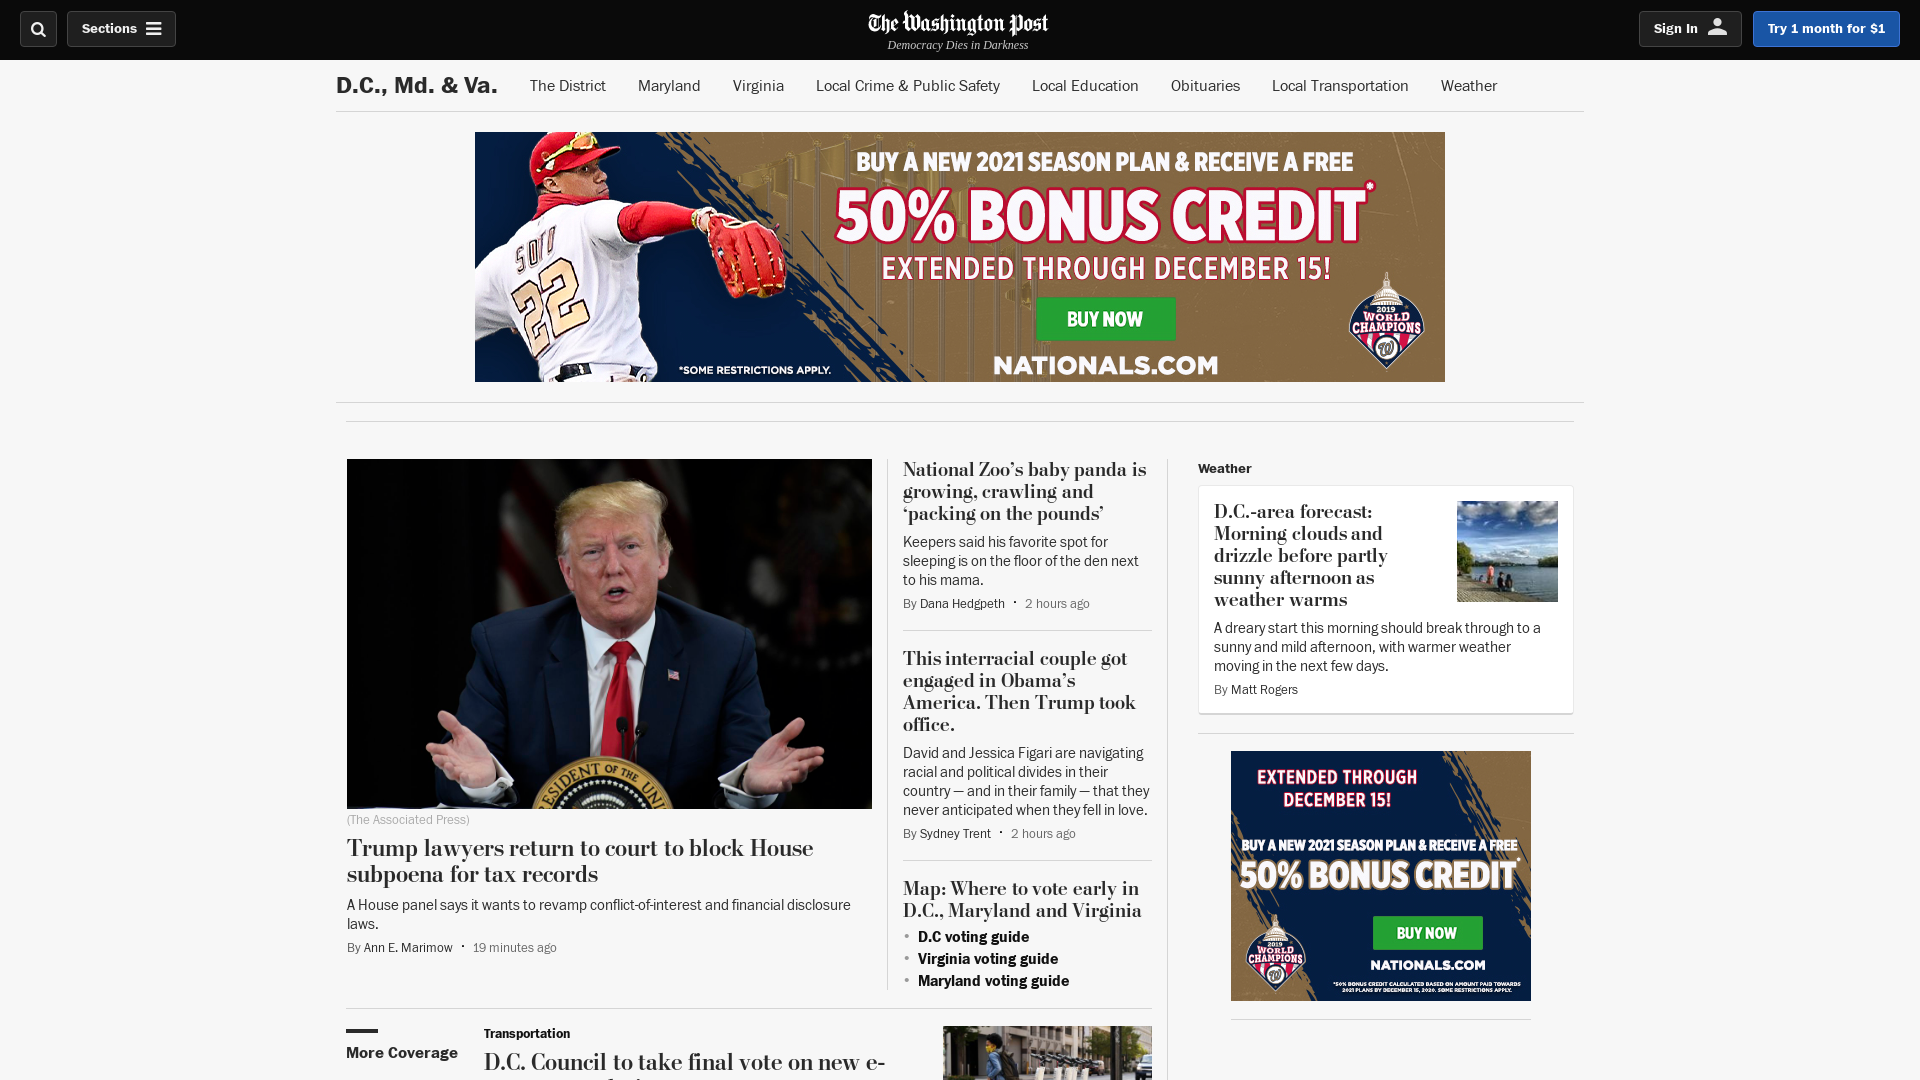 Sections
The Washington Post
Democracy Dies in Darkness
Sign In
Try 1 month for $1
D.C., Md. & Va.
The District
Maryland
Virginia
Local Crime & Public Safety
Local Education
Obituaries
Local Transportation
Weather
SOTO
22
BUY A NEW 2021 SEASON PLAN & RECEIVE A FREE
50% BONUS CREDIT*
EXTENDED THROUGH DECEMBER 15!
BUY NOW
NATIONALS.COM
*SOME RESTRICTIONS APPLY.
2019
WORLD
CHAMPIONS
W
PRESIDENT OF THE UNI
(The Associated Press)
Trump lawyers return to court to block House
subpoena for tax records
A House panel says it wants to revamp conflict-of-interest and financial disclosure
laws.
By Ann E. Marimow • 19 minutes ago
National Zoo’s baby panda is
growing, crawling and
‘packing on the pounds’
Keepers said his favorite spot for
sleeping is on the floor of the den next
to his mama.
By Dana Hedgpeth • 2 hours ago
This interracial couple got
engaged in Obama’s
America. Then Trump took
office.
David and Jessica Figari are navigating
racial and political divides in their
country — and in their family — that they
never anticipated when they fell in love.
By Sydney Trent • 2 hours ago
Map: Where to vote early in
D.C., Maryland and Virginia
• D.C voting guide
• Virginia voting guide
• Maryland voting guide
Weather
D.C.-area forecast:
Morning clouds and
drizzle before partly
sunny afternoon as
weather warms
A dreary start this morning should break through to a
sunny and mild afternoon, with warmer weather
moving in the next few days.
By Matt Rogers
EXTENDED THROUGH
DECEMBER 15!
BUY A NEW 2021 SEASON PLAN & RECEIVE A FREE
50% BONUS CREDIT*
BUY NOW
2019
WORLD
CHAMPIONS
W
NATIONALS.COM
*50% BONUS CREDIT CALCULATED BASED ON AMOUNT PAID TOWARDS
2021 PLANS BY DECEMBER 15, 2020. SOME RESTRICTIONS APPLY.
More Coverage
Transportation
D.C. Council to take final vote on new e-